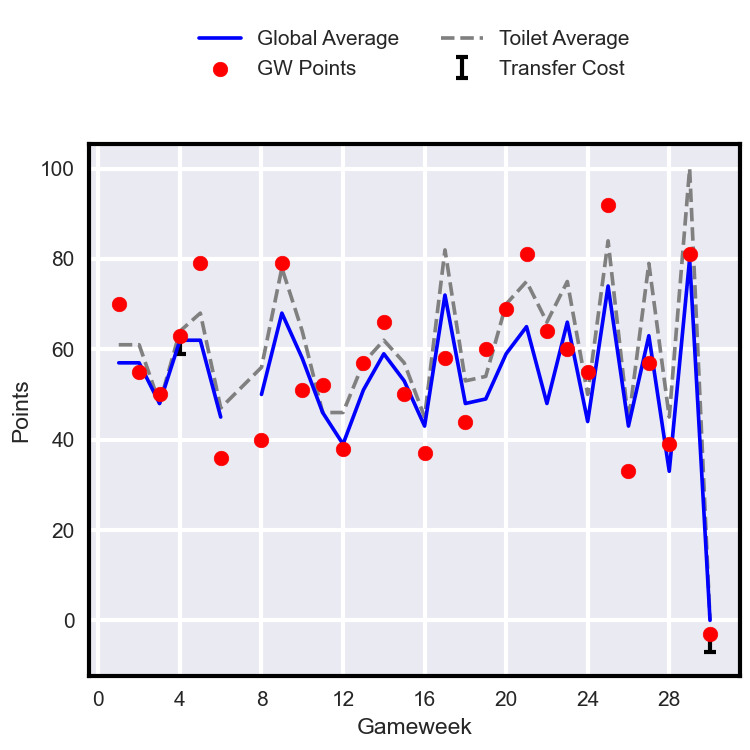 Global Average
GW Points
Toilet Average
Transfer Cost
100
80
60
40
20
0
Points
0 4 8 12 16 20 24 28
Gameweek